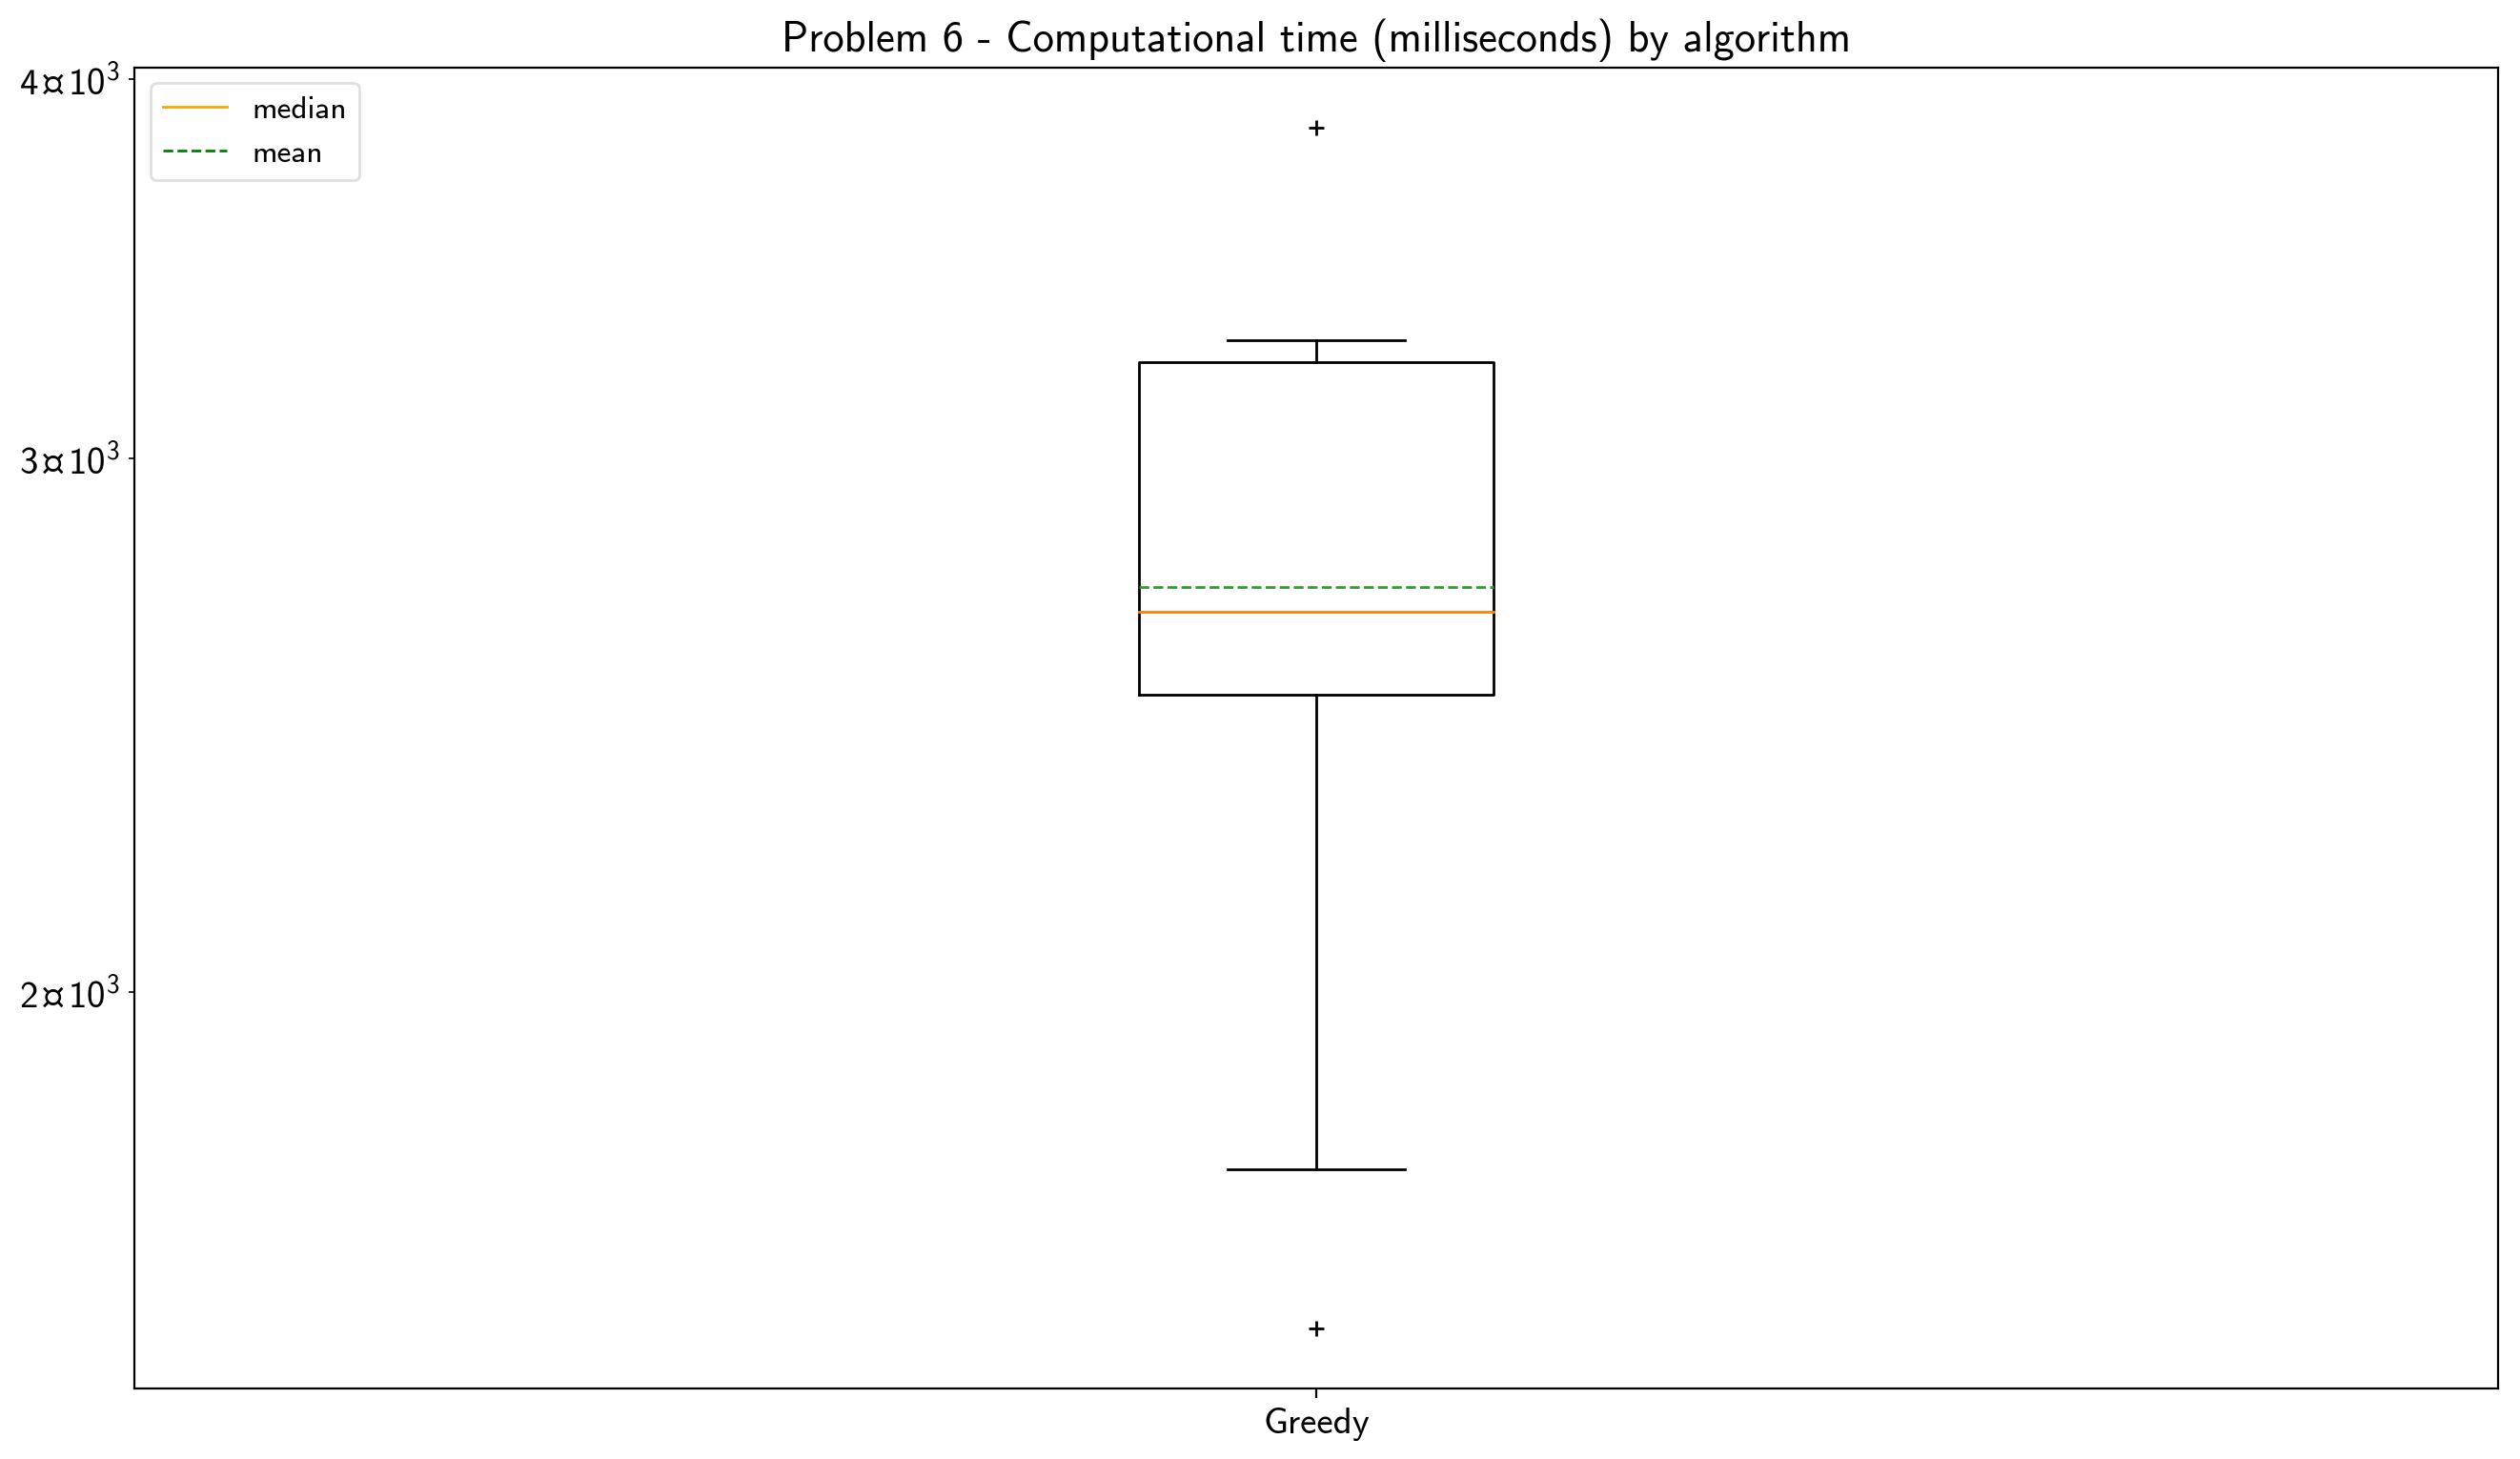 Problem 6 - Computational time (milliseconds) by algorithm
4¤10³
median
mean
3¤10³
2¤10³
Greedy